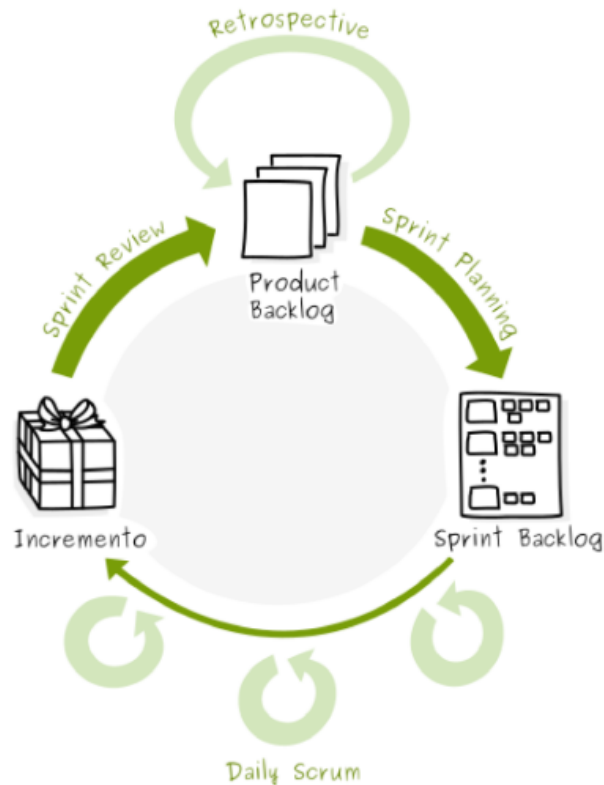 Retrospective
Sprint Review
Sprint Planning
Product
Backlog
Incremento
Sprint Backlog
Daily Scrum